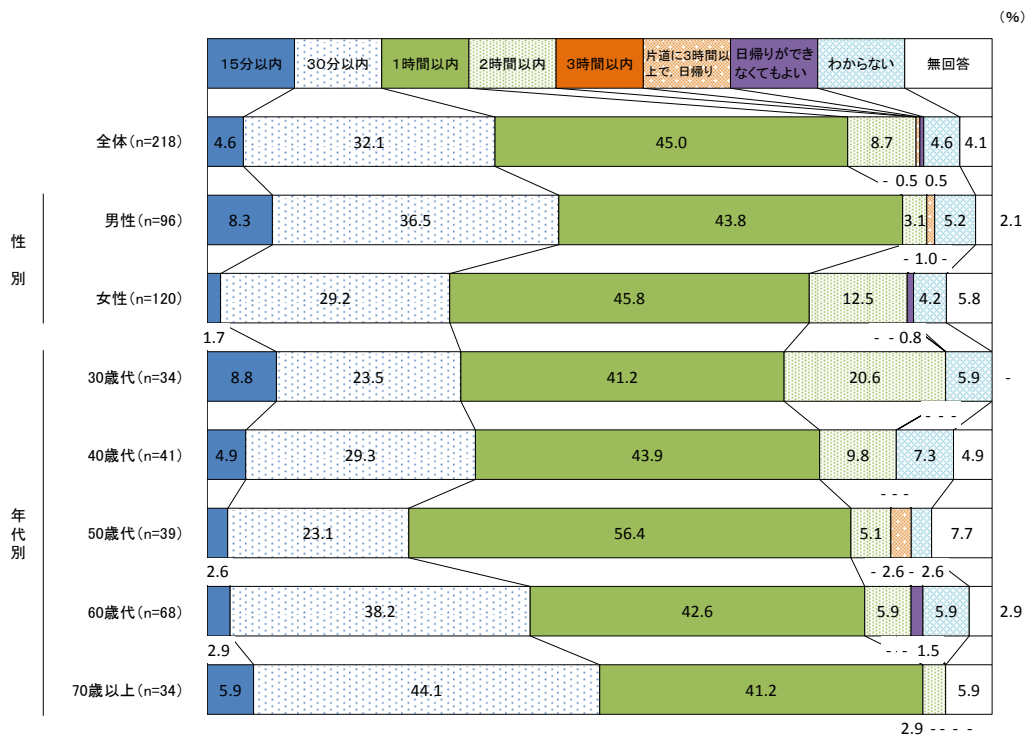 (%)
15分以内 30分以内 1時間以内 2時間以内 3時間以内 片道に3時間以上で、日帰り 日帰りができなくてもよい わからない 無回答
全体(n=218) 4.6 32.1 45.0 8.7 4.6 4.1
- 0.5 0.5
性別
男性(n=96) 8.3 36.5 43.8 3.1 5.2 2.1
- 1.0 -
女性(n=120) 29.2 45.8 12.5 4.2 5.8
1.7 - - 0.8
年代別
30歳代(n=34) 8.8 23.5 41.2 20.6 5.9 -
- - -
40歳代(n=41) 4.9 29.3 43.9 9.8 7.3 4.9
- - -
50歳代(n=39) 23.1 56.4 5.1 7.7
2.6 - 2.6 - 2.6
60歳代(n=68) 38.2 42.6 5.9 5.9 2.9
2.9 - - 1.5
70歳以上(n=34) 5.9 44.1 41.2 5.9
2.9 - - - -